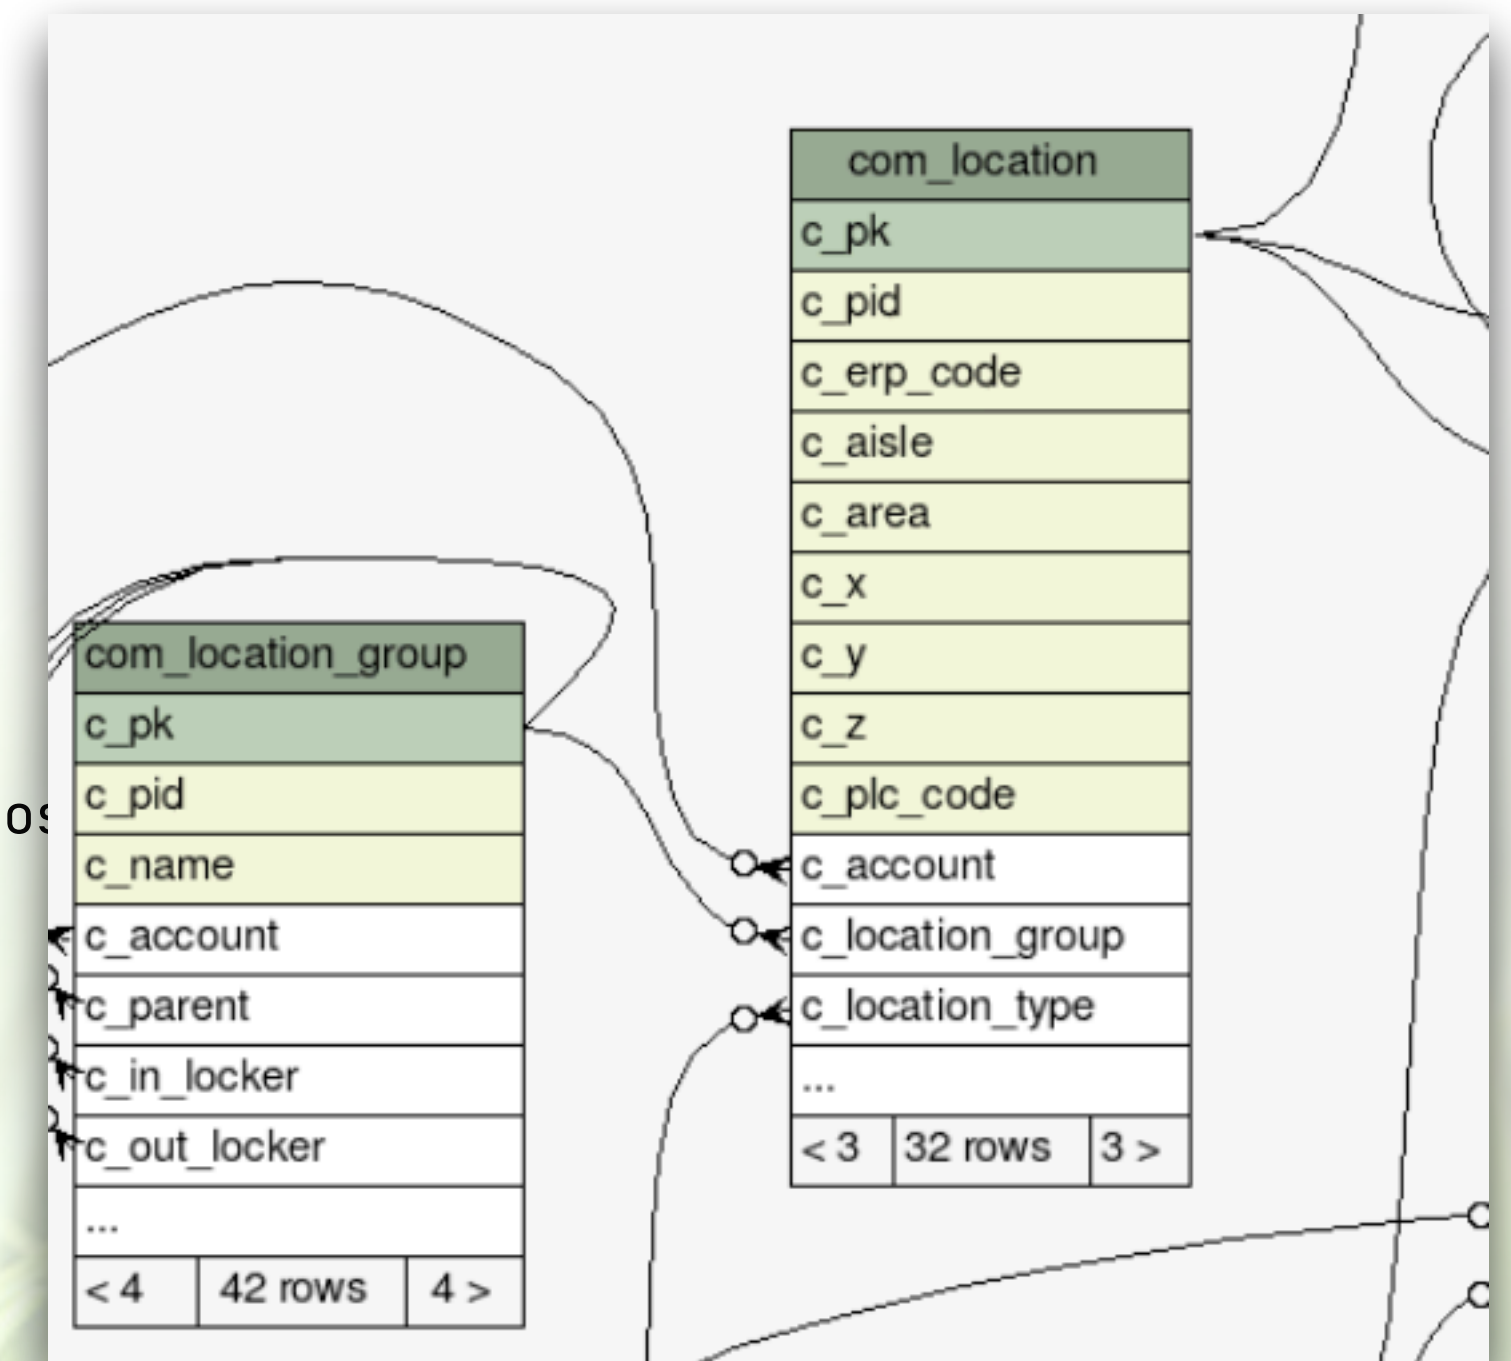 com_location
c_pk
c_pid
c_erp_code
c_aisle
c_area
c_x
c_y
c_z
c_plc_code
c_account
c_location_group
c_location_type
...
< 3 32 rows 3 >
com_location_group
c_pk
c_pid
c_name
c_account
c_parent
c_in_locker
c_out_locker
...
< 4 42 rows 4 >